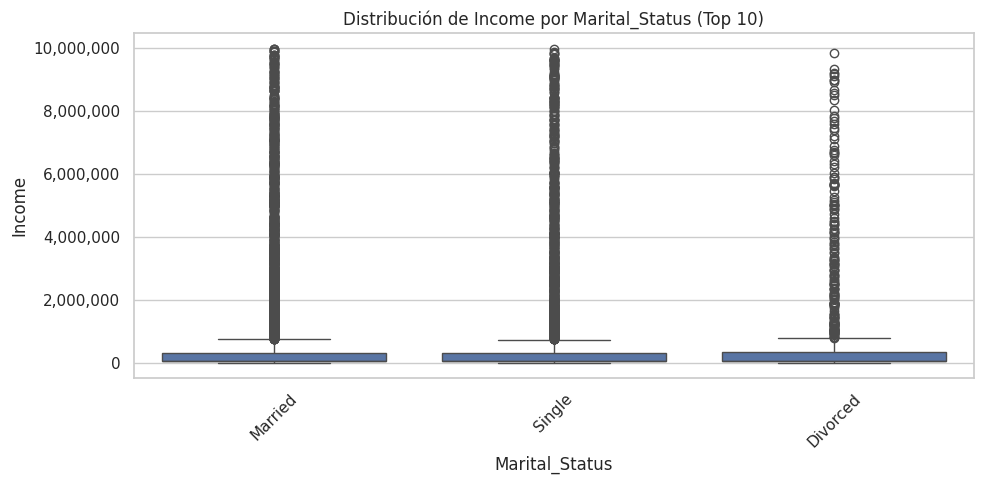 Distribución de Income por Marital_Status (Top 10)
10,000,000
8,000,000
6,000,000
4,000,000
2,000,000
0
Income
Married
Single
Divorced
Marital_Status